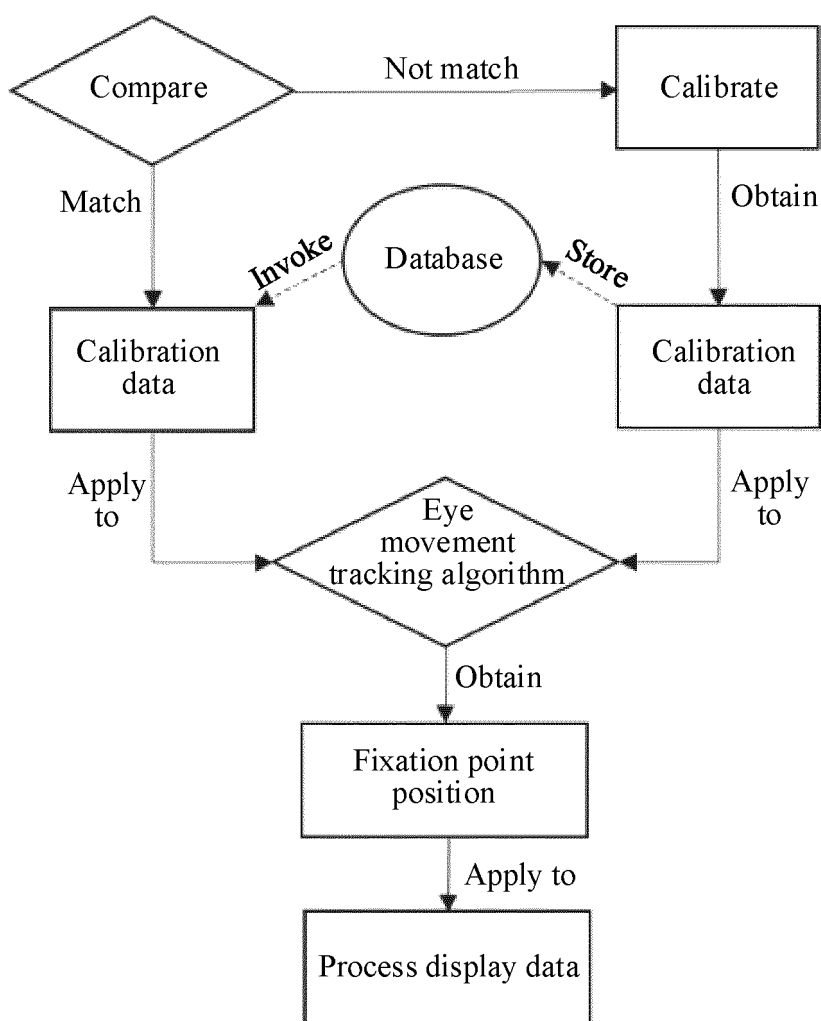 Compare
Not match
Calibrate
Match
Obtain
Invoke
Database
Store
Calibration
data
Calibration
data
Apply
to
Apply
to
Eye
movement
tracking algorithm
Obtain
Fixation point
position
Apply to
Process display data